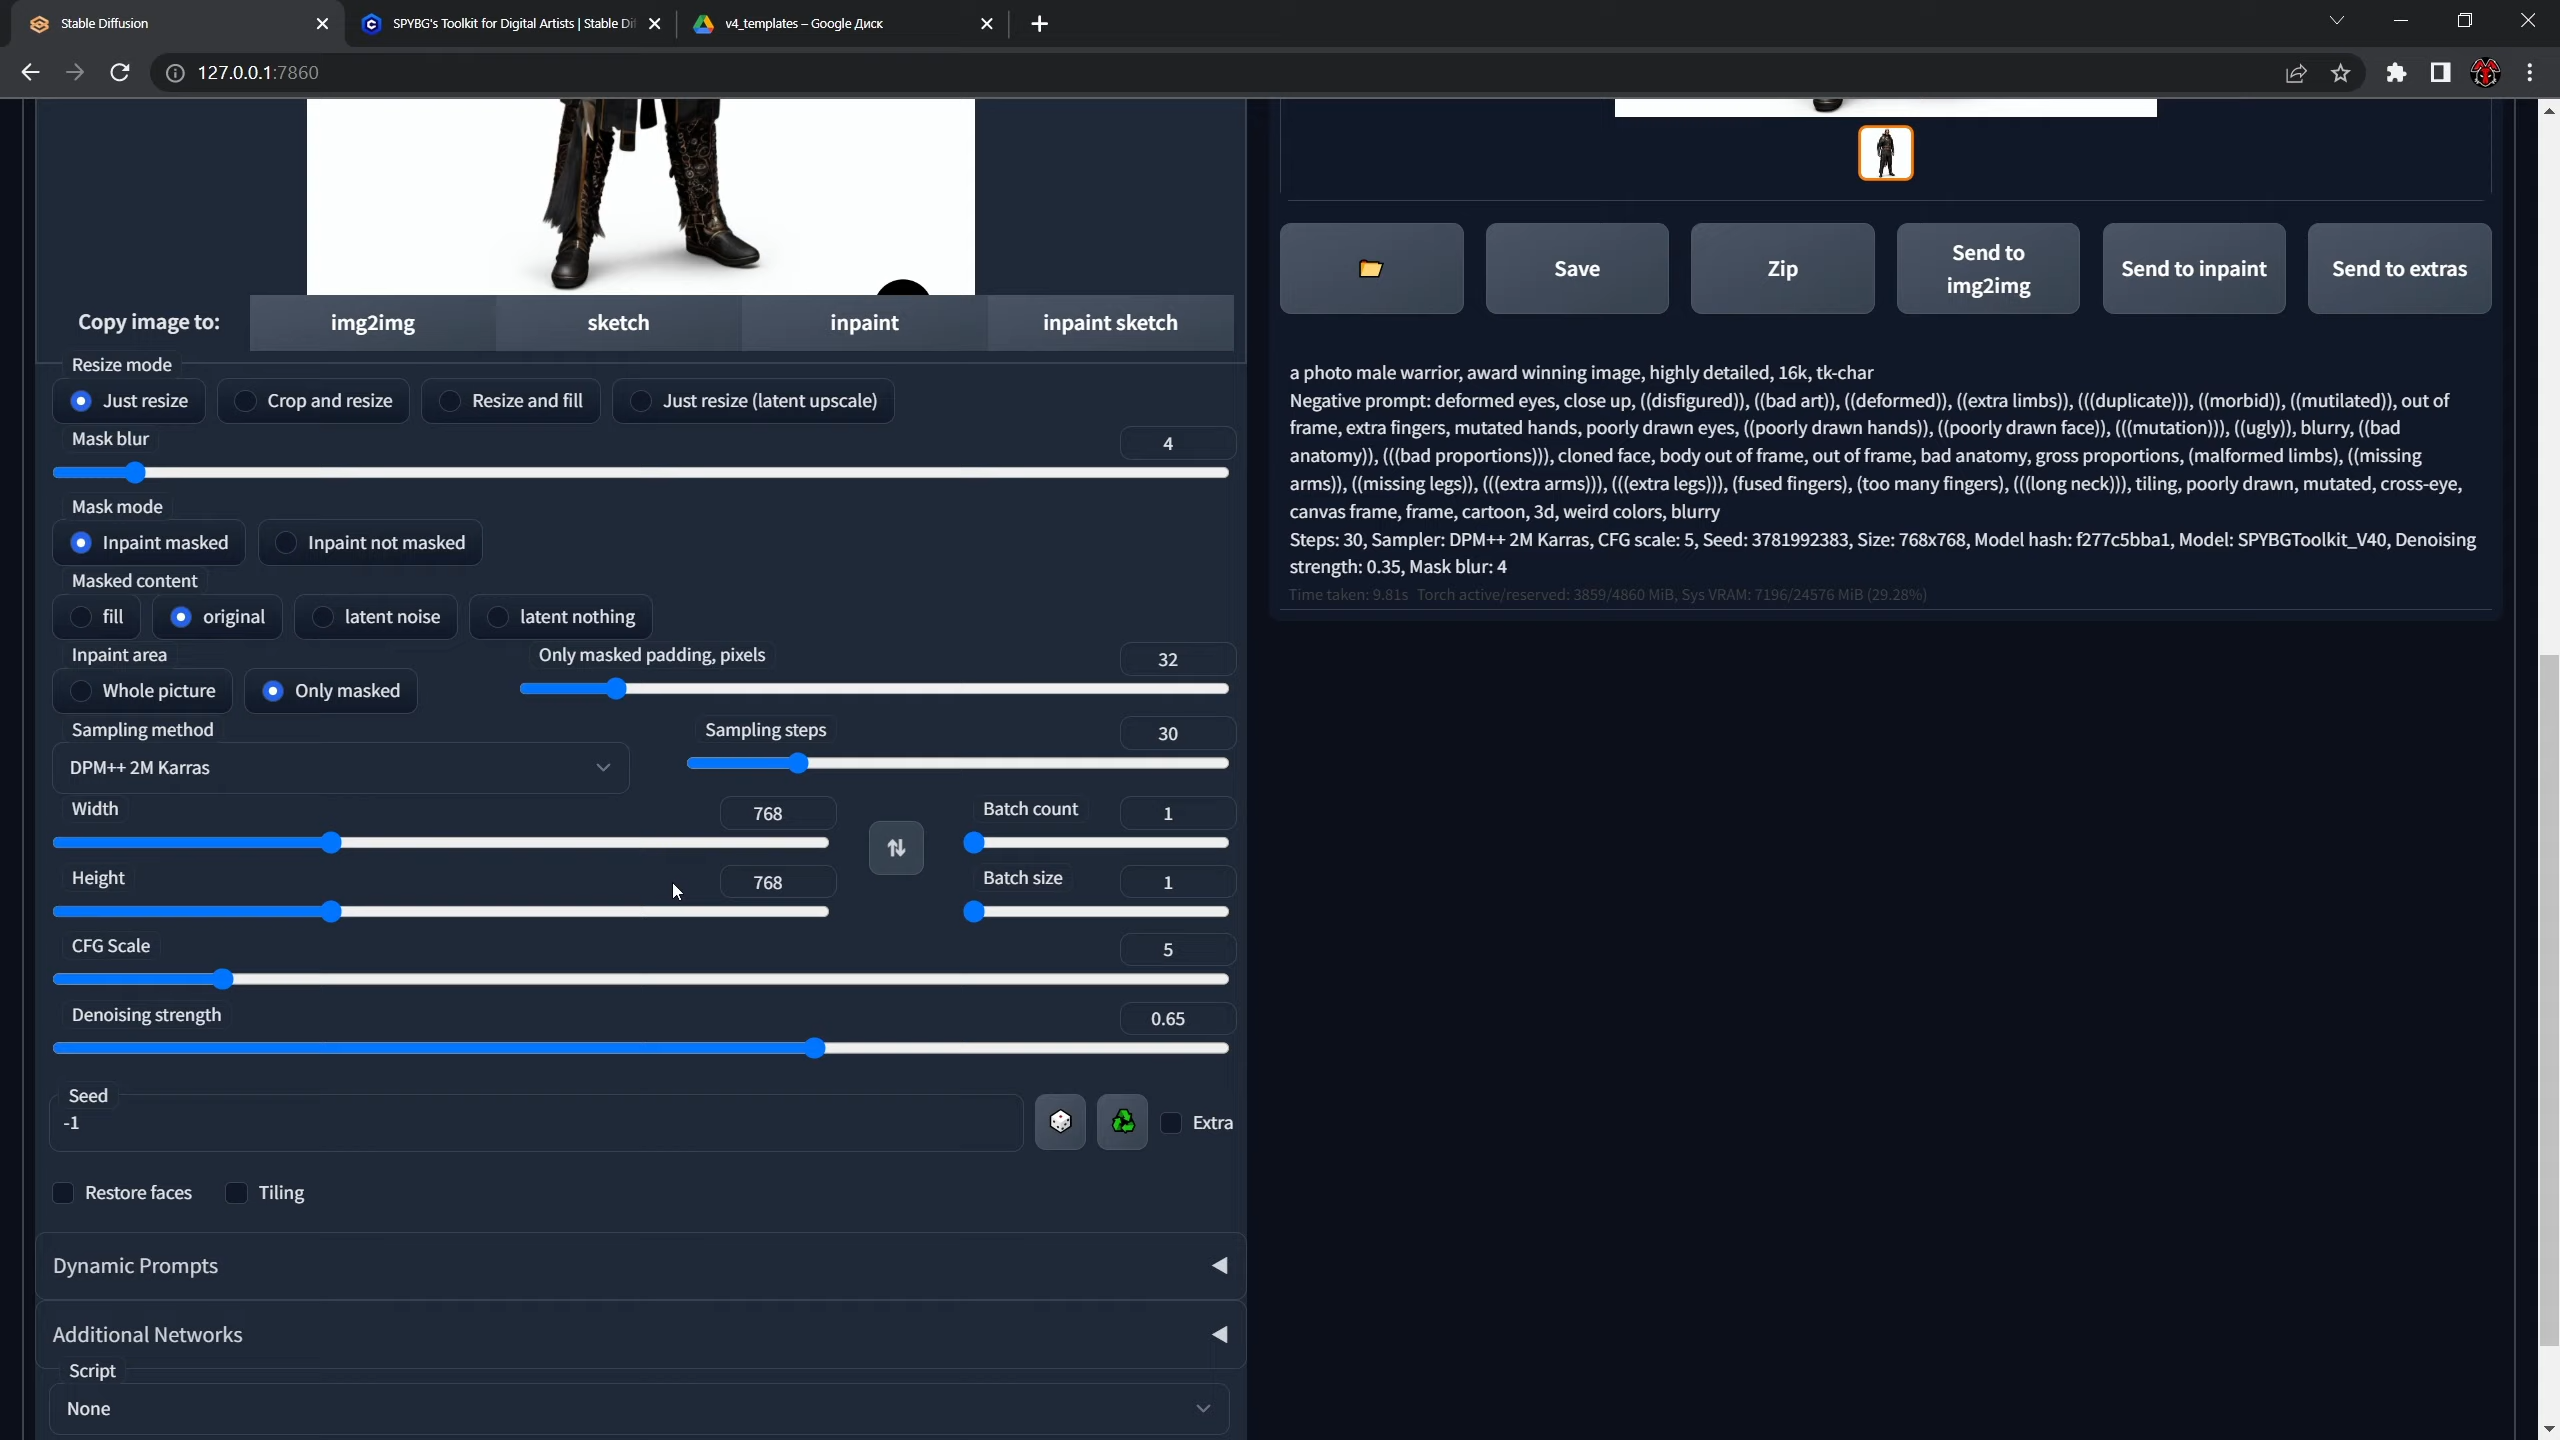 Stable Diffusion
SPYBG's Toolkit for Digital Artists | Stable Dif
v4_templates – Google Диск
127.0.0.1:7860
Copy image to:
img2img
sketch
inpaint
inpaint sketch
Resize mode
Just resize
Crop and resize
Resize and fill
Just resize (latent upscale)
Mask blur
4
Mask mode
Inpaint masked
Inpaint not masked
Masked content
fill
original
latent noise
latent nothing
Inpaint area
Whole picture
Only masked
Only masked padding, pixels
32
Sampling method
DPM++ 2M Karras
Sampling steps
30
Width
768
Height
768
Batch count
1
Batch size
1
CFG Scale
5
Denoising strength
0.65
Seed
-1
Extra
Restore faces
Tiling
Dynamic Prompts
Additional Networks
Script
None
Save
Zip
Send to
img2img
Send to inpaint
Send to extras
a photo male warrior, award winning image, highly detailed, 16k, tk-char
Negative prompt: deformed eyes, close up, ((disfigured)), ((bad art)), ((deformed)), ((extra limbs)), (((duplicate))), ((morbid)), ((mutilated)), out of
frame, extra fingers, mutated hands, poorly drawn eyes, ((poorly drawn hands)), ((poorly drawn face)), (((mutation))), ((ugly)), blurry, ((bad
anatomy)), (((bad proportions))), cloned face, body out of frame, out of frame, bad anatomy, gross proportions, (malformed limbs), ((missing
arms)), ((missing legs)), (((extra arms))), (((extra legs))), (fused fingers), (too many fingers), (((long neck))), tiling, poorly drawn, mutated, cross-eye,
canvas frame, frame, cartoon, 3d, weird colors, blurry
Steps: 30, Sampler: DPM++ 2M Karras, CFG scale: 5, Seed: 3781992383, Size: 768x768, Model hash: f277c5bba1, Model: SPYBGToolkit_V40, Denoising
strength: 0.35, Mask blur: 4
Time taken: 9.81s Torch active/reserved: 3859/4860 MiB, Sys VRAM: 7196/24576 MiB (29.28%)